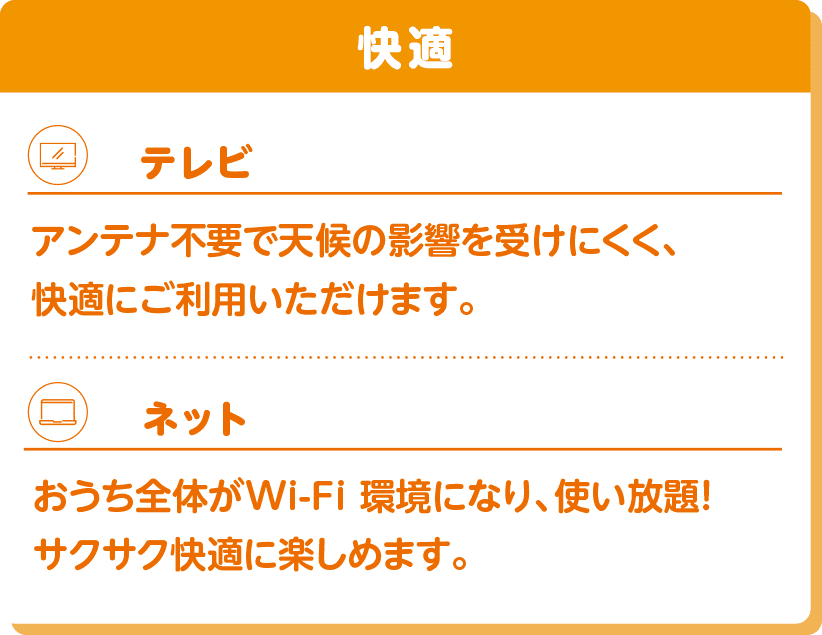 快適
テレビ
アンテナ不要で天候の影響を受けにくく、
快適にご利用いただけます。
ネット
おうち全体がWi-Fi 環境になり、使い放題!
サクサク快適に楽しめます。